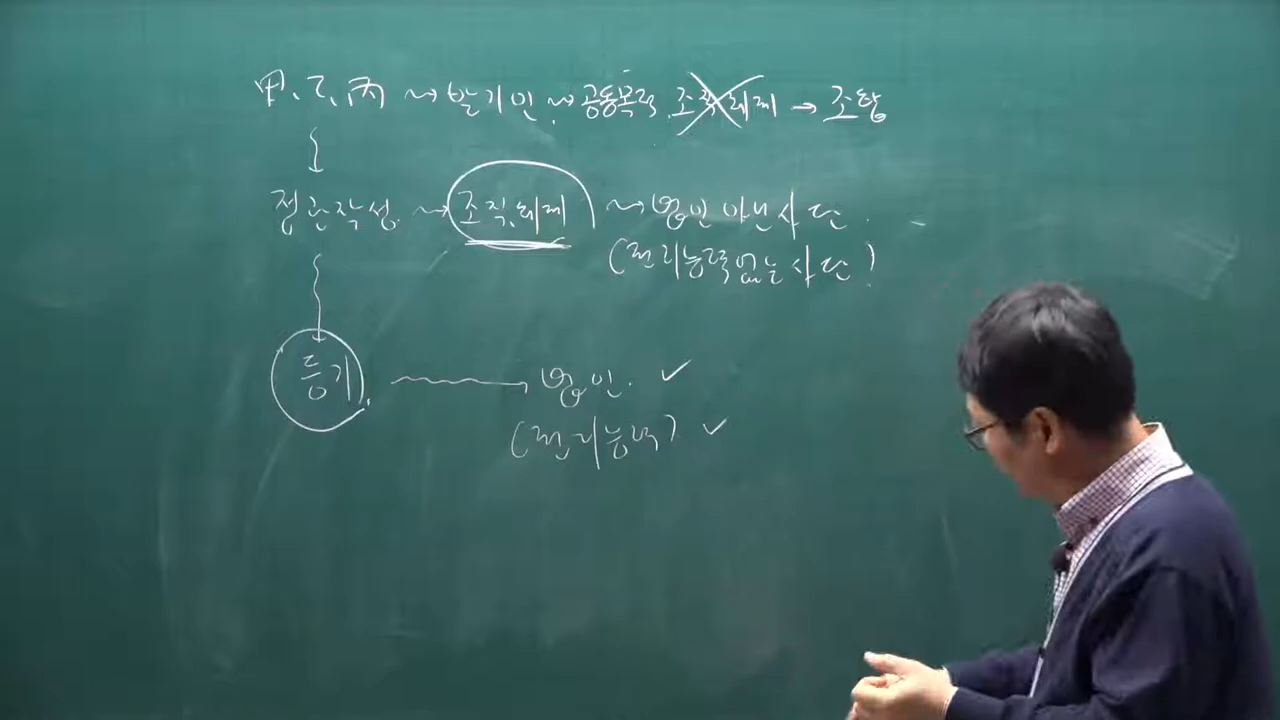 甲, 乙, 丙 → 발기인 → 공동목적, 조직체계 → 조합
정관작성 → 조직체계 → 법인 아닌 사단.
(권리능력 없는 사단)
등기 → 법인. ✓
(권리능력) ✓